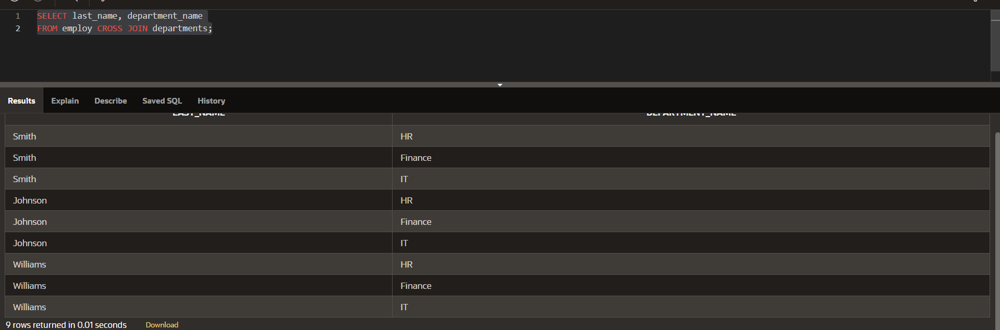 1 SELECT last_name, department_name
2 FROM employ CROSS JOIN departments;
Results Explain Describe Saved SQL History
LAST_NAME DEPARTMENT_NAME
Smith HR
Smith Finance
Smith IT
Johnson HR
Johnson Finance
Johnson IT
Williams HR
Williams Finance
Williams IT
9 rows returned in 0.01 seconds Download